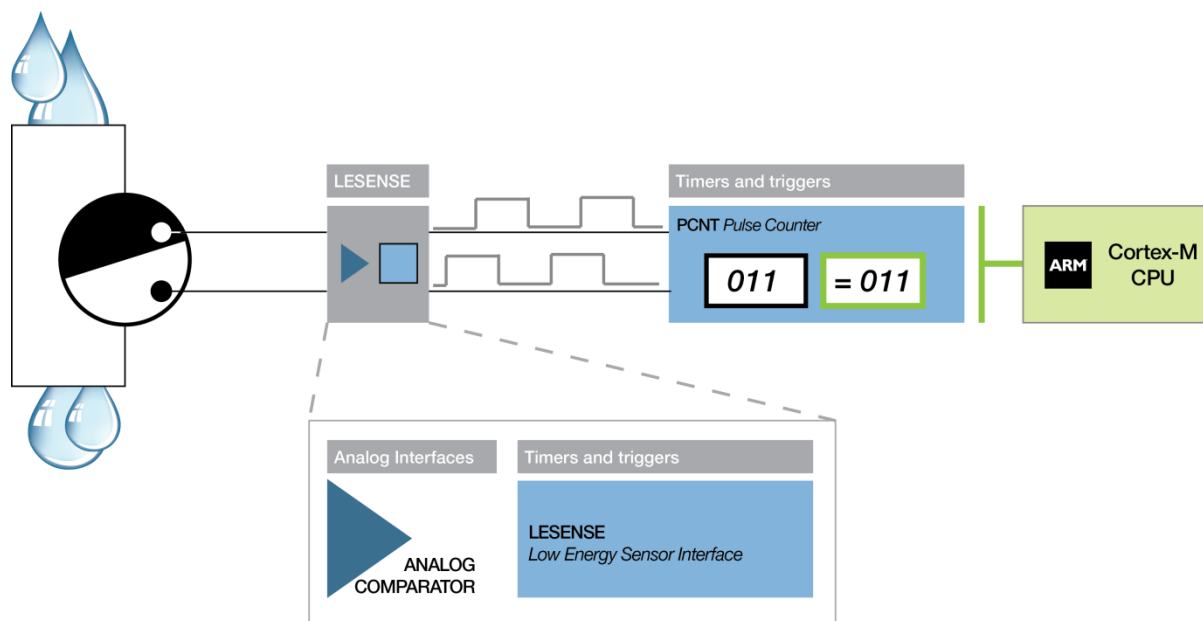 LESENSE
Timers and triggers
PCNT Pulse Counter
011
= 011
ARM
Cortex-M
CPU
Analog Interfaces
Timers and triggers
LESENSE
Low Energy Sensor Interface
ANALOG
COMPARATOR